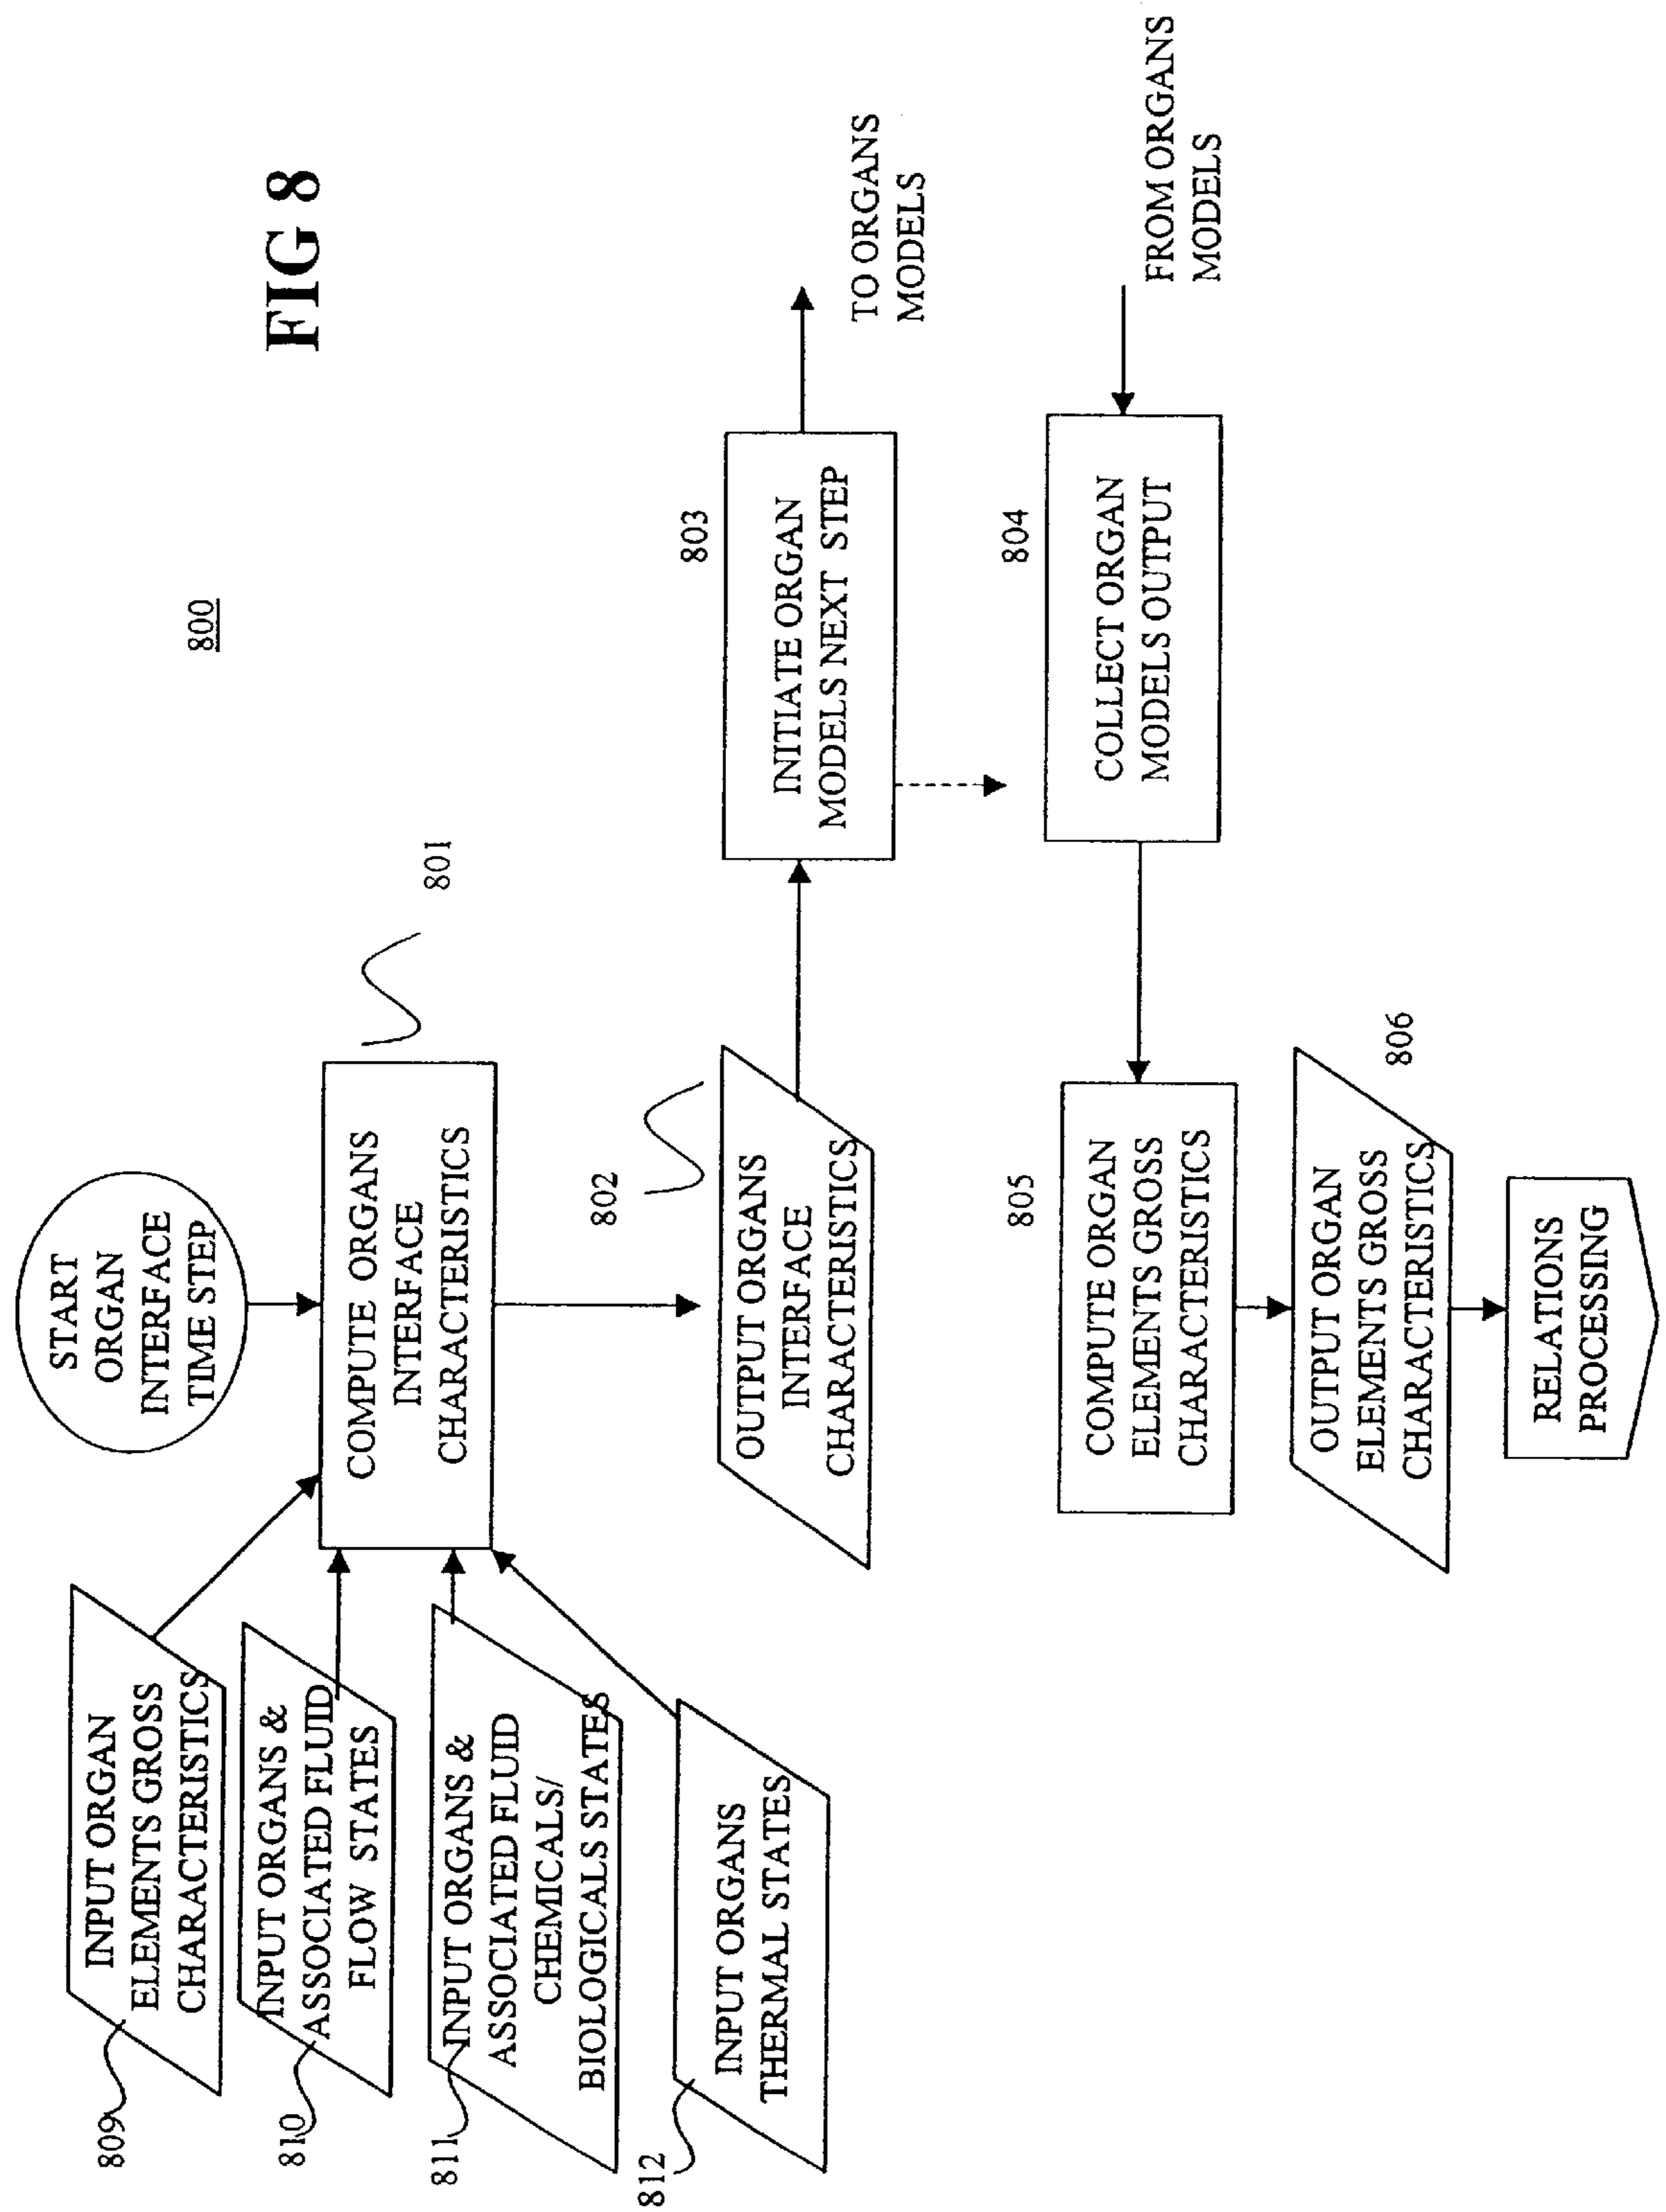 FIG 8
800
START
ORGAN
INTERFACE
TIME STEP
809
INPUT ORGAN
ELEMENTS GROSS
CHARACTERISTICS
810
INPUT ORGANS &
ASSOCIATED FLUID
FLOW STATES
811
INPUT ORGANS &
ASSOCIATED FLUID
CHEMICALS/
BIOLOGICALS STATES
812
INPUT ORGANS
THERMAL STATES
801
COMPUTE ORGANS
INTERFACE
CHARACTERISTICS
802
OUTPUT ORGANS
INTERFACE
CHARACTERISTICS
803
INITIATE ORGAN
MODELS NEXT STEP
TO ORGANS
MODELS
804
COLLECT ORGAN
MODELS OUTPUT
FROM ORGANS
MODELS
805
COMPUTE ORGAN
ELEMENTS GROSS
CHARACTERISTICS
806
OUTPUT ORGAN
ELEMENTS GROSS
CHARACTERISTICS
RELATIONS
PROCESSING